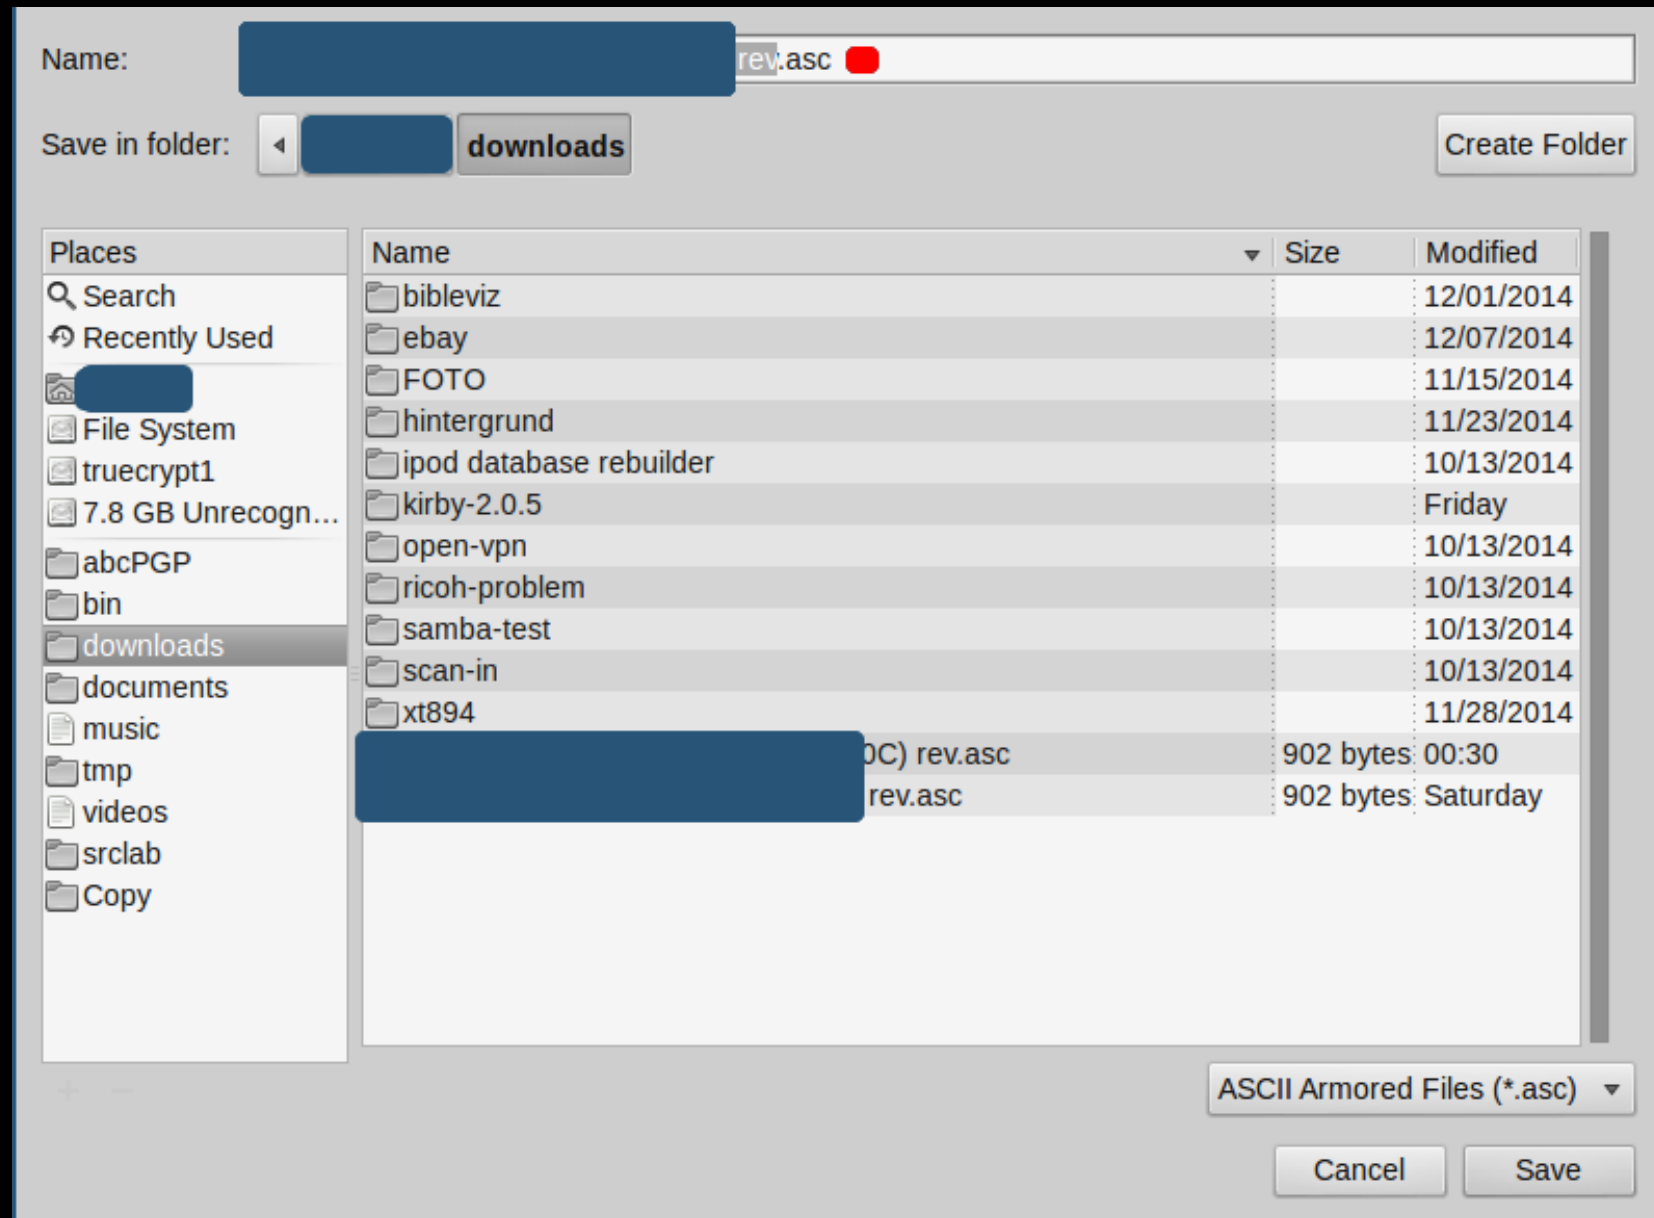 Name: rev.asc
Save in folder: downloads Create Folder
Places
Search
Recently Used
File System
truecrypt1
7.8 GB Unrecogn...
abcPGP
bin
downloads
documents
music
tmp
videos
srclab
Copy
Name Size Modified
bibleviz 12/01/2014
ebay 12/07/2014
FOTO 11/15/2014
hintergrund 11/23/2014
ipod database rebuilder 10/13/2014
kirby-2.0.5 Friday
open-vpn 10/13/2014
ricoh-problem 10/13/2014
samba-test 10/13/2014
scan-in 10/13/2014
xt894 11/28/2014
0C) rev.asc 902 bytes 00:30
rev.asc 902 bytes Saturday
ASCII Armored Files (*.asc)
Cancel Save